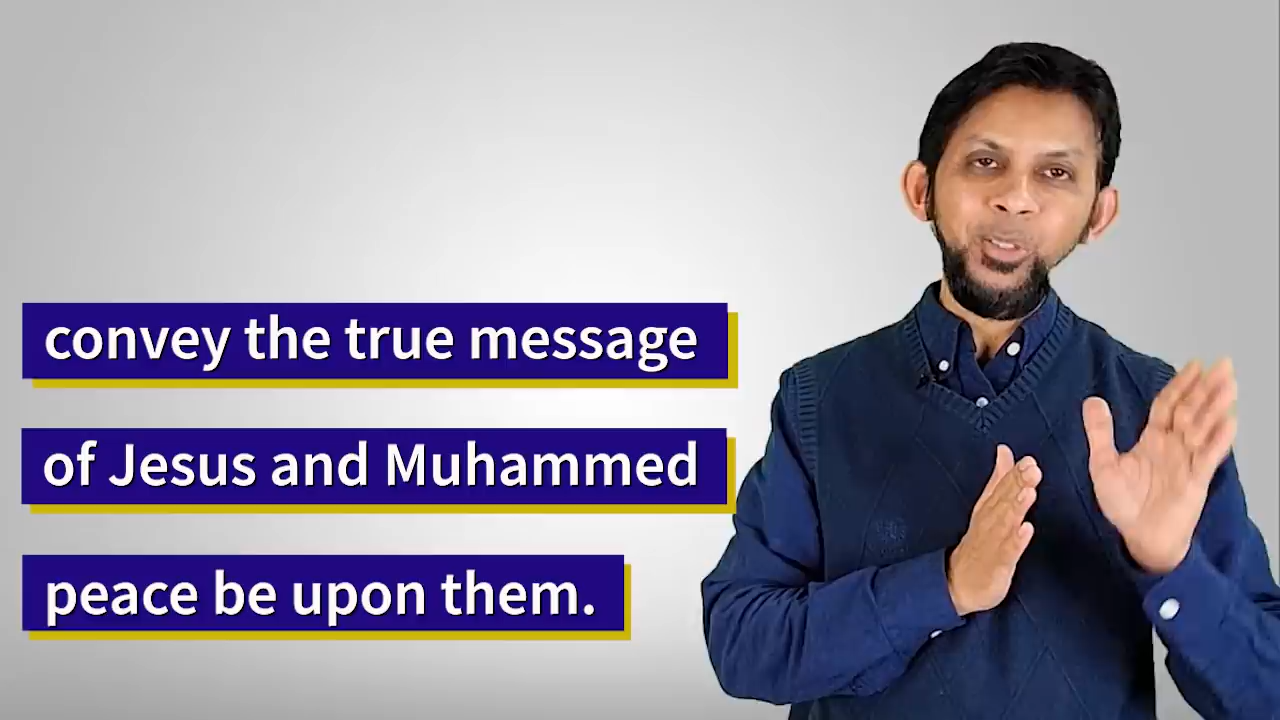 convey the true message
of Jesus and Muhammed
peace be upon them.